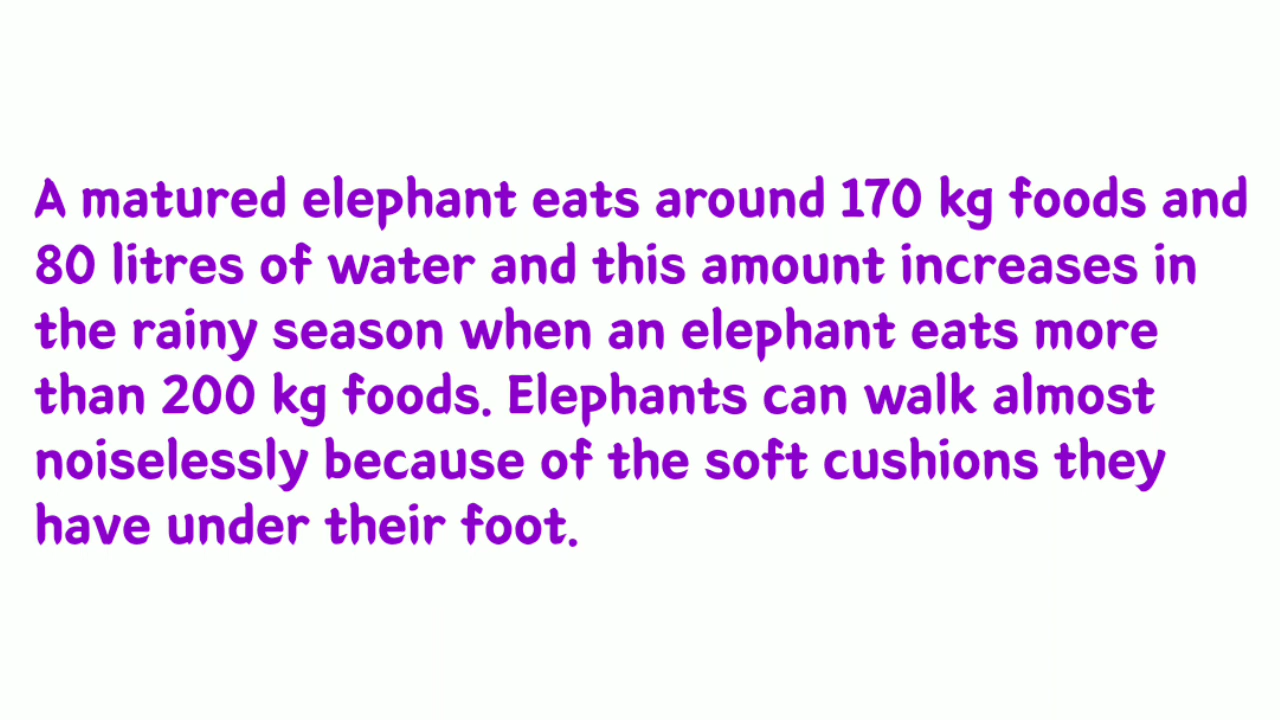 A matured elephant eats around 170 kg foods and
80 litres of water and this amount increases in
the rainy season when an elephant eats more
than 200 kg foods. Elephants can walk almost
noiselessly because of the soft cushions they
have under their foot.